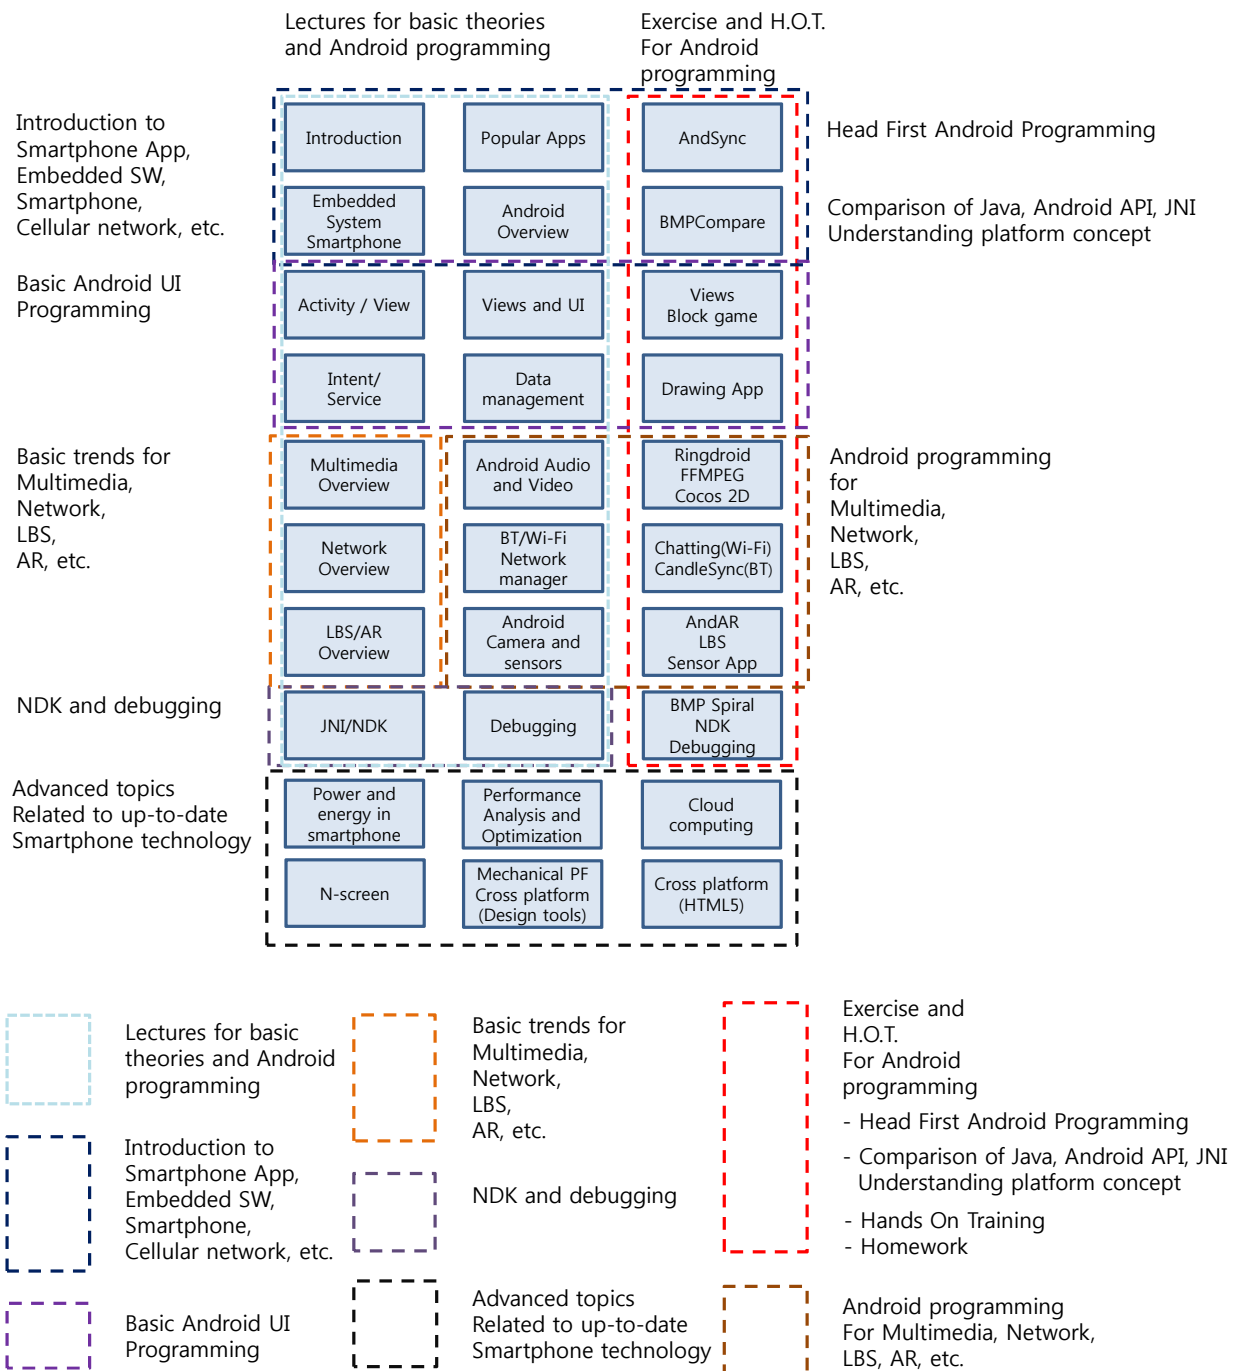 Lectures for basic theories
and Android programming
Exercise and H.O.T.
For Android
programming
Introduction to
Smartphone App,
Embedded SW,
Smartphone,
Cellular network, etc.
Introduction
Popular Apps
AndSync
Head First Android Programming
Embedded
System
Smartphone
Android
Overview
BMPCompare
Comparison of Java, Android API, JNI
Understanding platform concept
Basic Android UI
Programming
Activity / View
Views and UI
Views
Block game
Intent/
Service
Data
management
Drawing App
Basic trends for
Multimedia,
Network,
LBS,
AR, etc.
Multimedia
Overview
Android Audio
and Video
Ringdroid
FFMPEG
Cocos 2D
Android programming
for
Multimedia,
Network,
LBS,
AR, etc.
Network
Overview
BT/Wi-Fi
Network
manager
Chatting(Wi-Fi)
CandleSync(BT)
LBS/AR
Overview
Android
Camera and
sensors
AndAR
LBS
Sensor App
NDK and debugging
JNI/NDK
Debugging
BMP Spiral
NDK
Debugging
Advanced topics
Related to up-to-date
Smartphone technology
Power and
energy in
smartphone
Performance
Analysis and
Optimization
Cloud
computing
N-screen
Mechanical PF
Cross platform
(Design tools)
Cross platform
(HTML5)
Lectures for basic
theories and Android
programming
Introduction to
Smartphone App,
Embedded SW,
Smartphone,
Cellular network, etc.
Basic Android UI
Programming
Basic trends for
Multimedia,
Network,
LBS,
AR, etc.
NDK and debugging
Advanced topics
Related to up-to-date
Smartphone technology
Exercise and
H.O.T.
For Android
programming
- Head First Android Programming
- Comparison of Java, Android API, JNI
Understanding platform concept
- Hands On Training
- Homework
Android programming
For Multimedia, Network,
LBS, AR, etc.